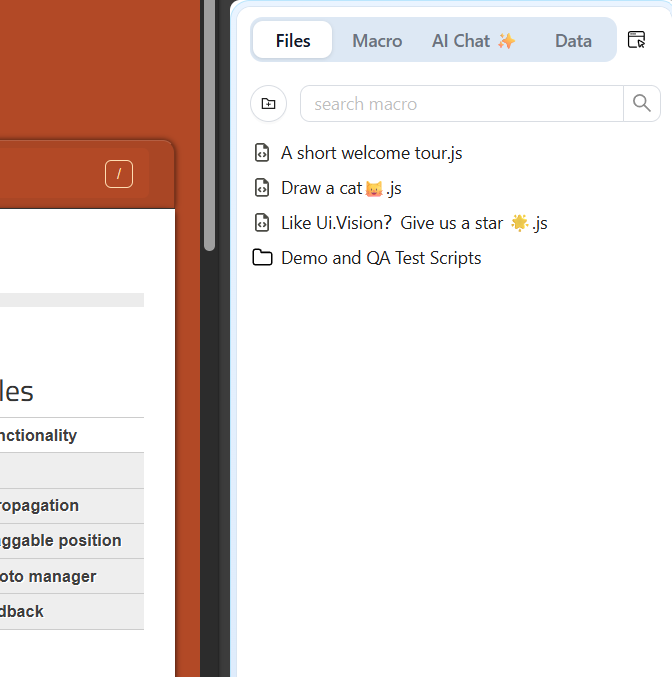 Files
Macro
AI Chat ✨
Data
/
search macro
A short welcome tour.js
Draw a cat😺.js
Like Ui.Vision? Give us a star 🌟.js
Demo and QA Test Scripts
les
nctionality
ropagation
aggable position
oto manager
dback